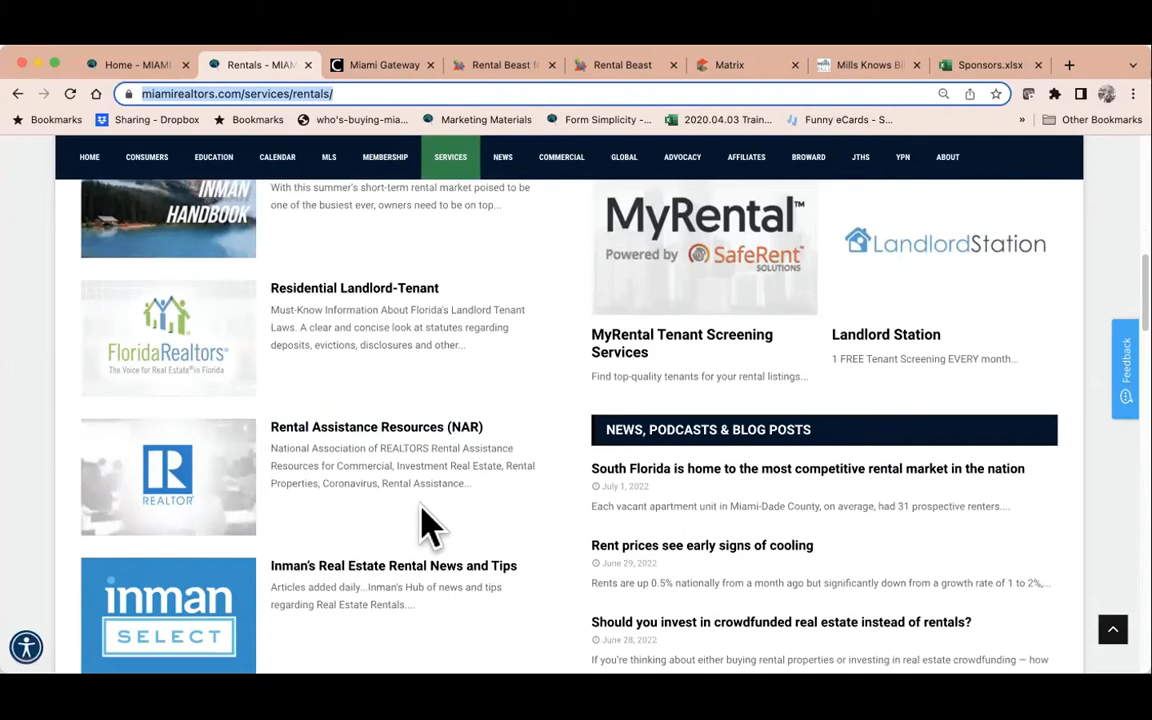 Home - MIAMI
Rentals - MIAM
Miami Gateway
Rental Beast fo
Rental Beast
Matrix
Mills Knows Bi
Sponsors.xlsx
miamirealtors.com/services/rentals/
Bookmarks
Sharing - Dropbox
Bookmarks
who's-buying-mia...
Marketing Materials
Form Simplicity -...
2020.04.03 Train...
Funny eCards - S...
»
Other Bookmarks
HOME
CONSUMERS
EDUCATION
CALENDAR
MLS
MEMBERSHIP
SERVICES
NEWS
COMMERCIAL
GLOBAL
ADVOCACY
AFFILIATES
BROWARD
JTHS
YPN
ABOUT
INMAN
HANDBOOK
With this summer's short-term rental market poised to be
one of the busiest ever, owners need to be on top...
FloridaRealtors®
The Voice for Real Estate® in Florida
Residential Landlord-Tenant
Must-Know Information About Florida's Landlord Tenant
Laws. A clear and concise look at statutes regarding
deposits, evictions, disclosures and other...
REALTOR®
Rental Assistance Resources (NAR)
National Association of REALTORS Rental Assistance
Resources for Commercial, Investment Real Estate, Rental
Properties, Coronavirus, Rental Assistance...
inman
SELECT
Inman's Real Estate Rental News and Tips
Articles added daily...Inman's Hub of news and tips
regarding Real Estate Rentals....
MyRental™
Powered by SafeRent
SOLUTIONS
MyRental Tenant Screening
Services
Find top-quality tenants for your rental listings...
LandlordStation
Landlord Station
1 FREE Tenant Screening EVERY month...
NEWS, PODCASTS & BLOG POSTS
South Florida is home to the most competitive rental market in the nation
July 1, 2022
Each vacant apartment unit in Miami-Dade County, on average, had 31 prospective renters....
Rent prices see early signs of cooling
June 29, 2022
Rents are up 0.5% nationally from a month ago but significantly down from a growth rate of 1 to 2%,...
Should you invest in crowdfunded real estate instead of rentals?
June 28, 2022
If you're thinking about either buying rental properties or investing in real estate crowdfunding — how
Feedback